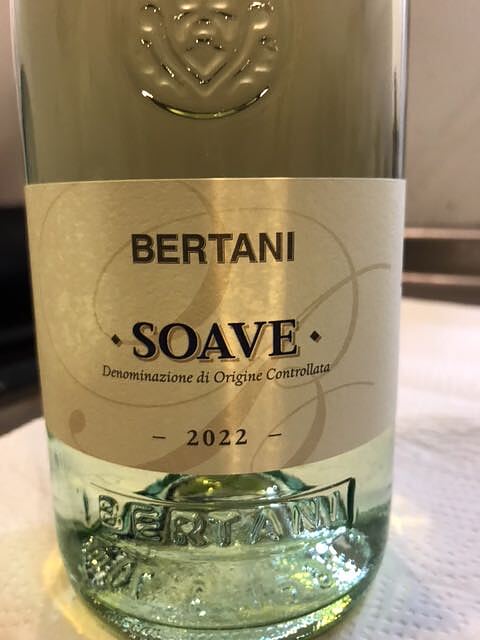 BERTANI
· SOAVE ·
Denominazione di Origine Controllata
– 2022 –
BERTANI